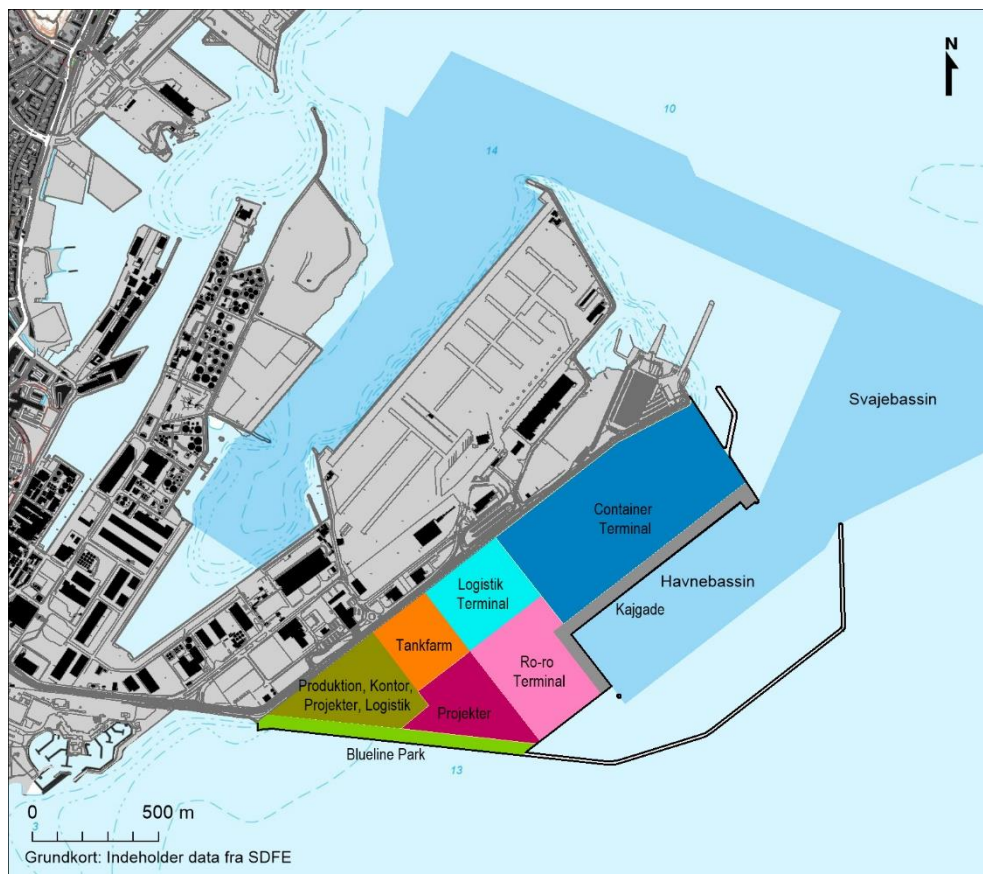 N
10
14
Svajebassin
Container
Terminal
Havnebassin
Kajgade
Logistik
Terminal
Tankfarm
Ro-ro
Terminal
Produktion, Kontor,
Projekter, Logistik
Projekter
Blueline Park
13
0 500 m
3
Grundkort: Indeholder data fra SDFE